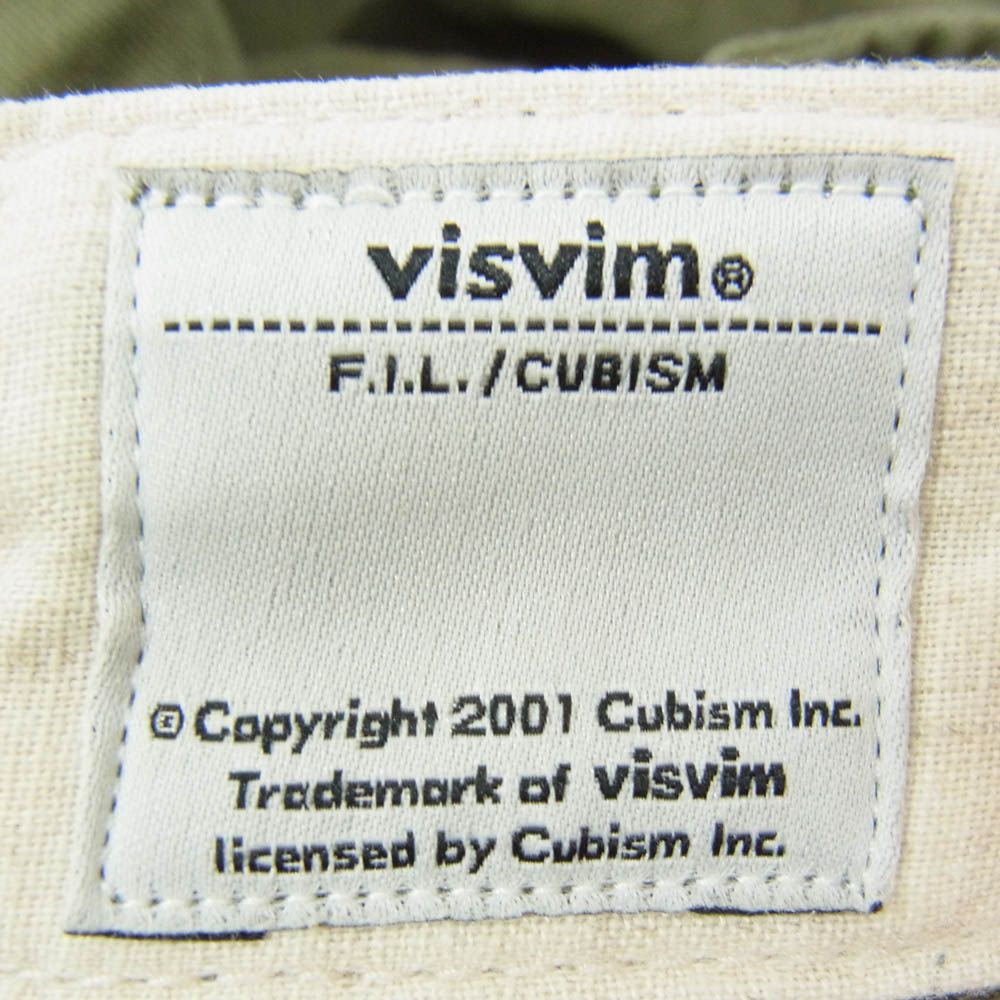 visvim®
F.I.L./CUBISM
© Copyright 2001 Cubism Inc.
Trademark of visvim
licensed by Cubism Inc.